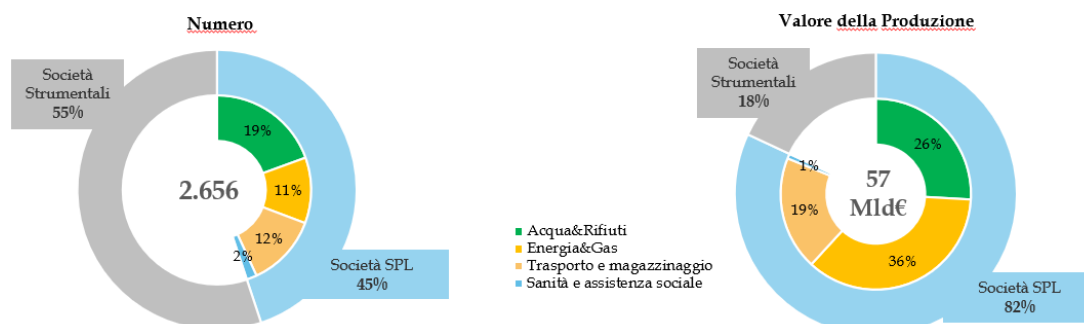 Numero
Società
Strumentali
55%
19%
11%
12%
2%
2.656
Società SPL
45%
Acqua&Rifiuti
Energia&Gas
Trasporto e magazzinaggio
Sanità e assistenza sociale
Valore della Produzione
Società
Strumentali
18%
26%
36%
19%
1%
57
Mld€
Società SPL
82%